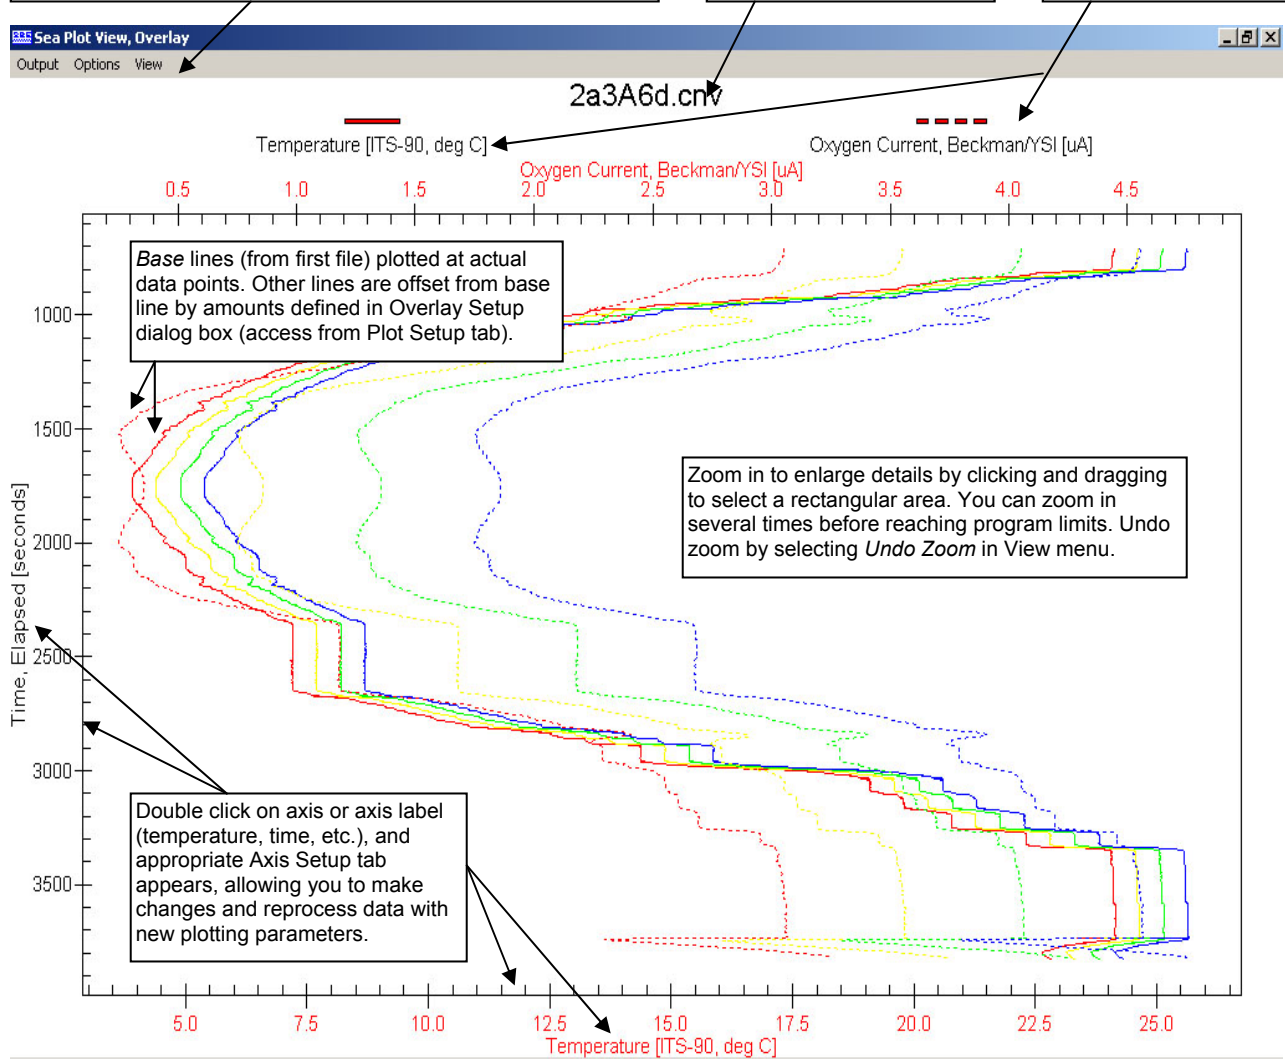 Sea Plot View, Overlay
Output Options View
2a3A6d.cnv
Temperature [ITS-90, deg C]
Oxygen Current, Beckman/YSI [uA]
Oxygen Current, Beckman/YSI [uA]
0.5 1.0 1.5 2.0 2.5 3.0 3.5 4.0 4.5
Base lines (from first file) plotted at actual
data points. Other lines are offset from base
line by amounts defined in Overlay Setup
dialog box (access from Plot Setup tab).
1000
1500
2000
2500
3000
3500
Time, Elapsed [seconds]
Zoom in to enlarge details by clicking and dragging
to select a rectangular area. You can zoom in
several times before reaching program limits. Undo
zoom by selecting Undo Zoom in View menu.
Double click on axis or axis label
(temperature, time, etc.), and
appropriate Axis Setup tab
appears, allowing you to make
changes and reprocess data with
new plotting parameters.
5.0 7.5 10.0 12.5 15.0 17.5 20.0 22.5 25.0
Temperature [ITS-90, deg C]